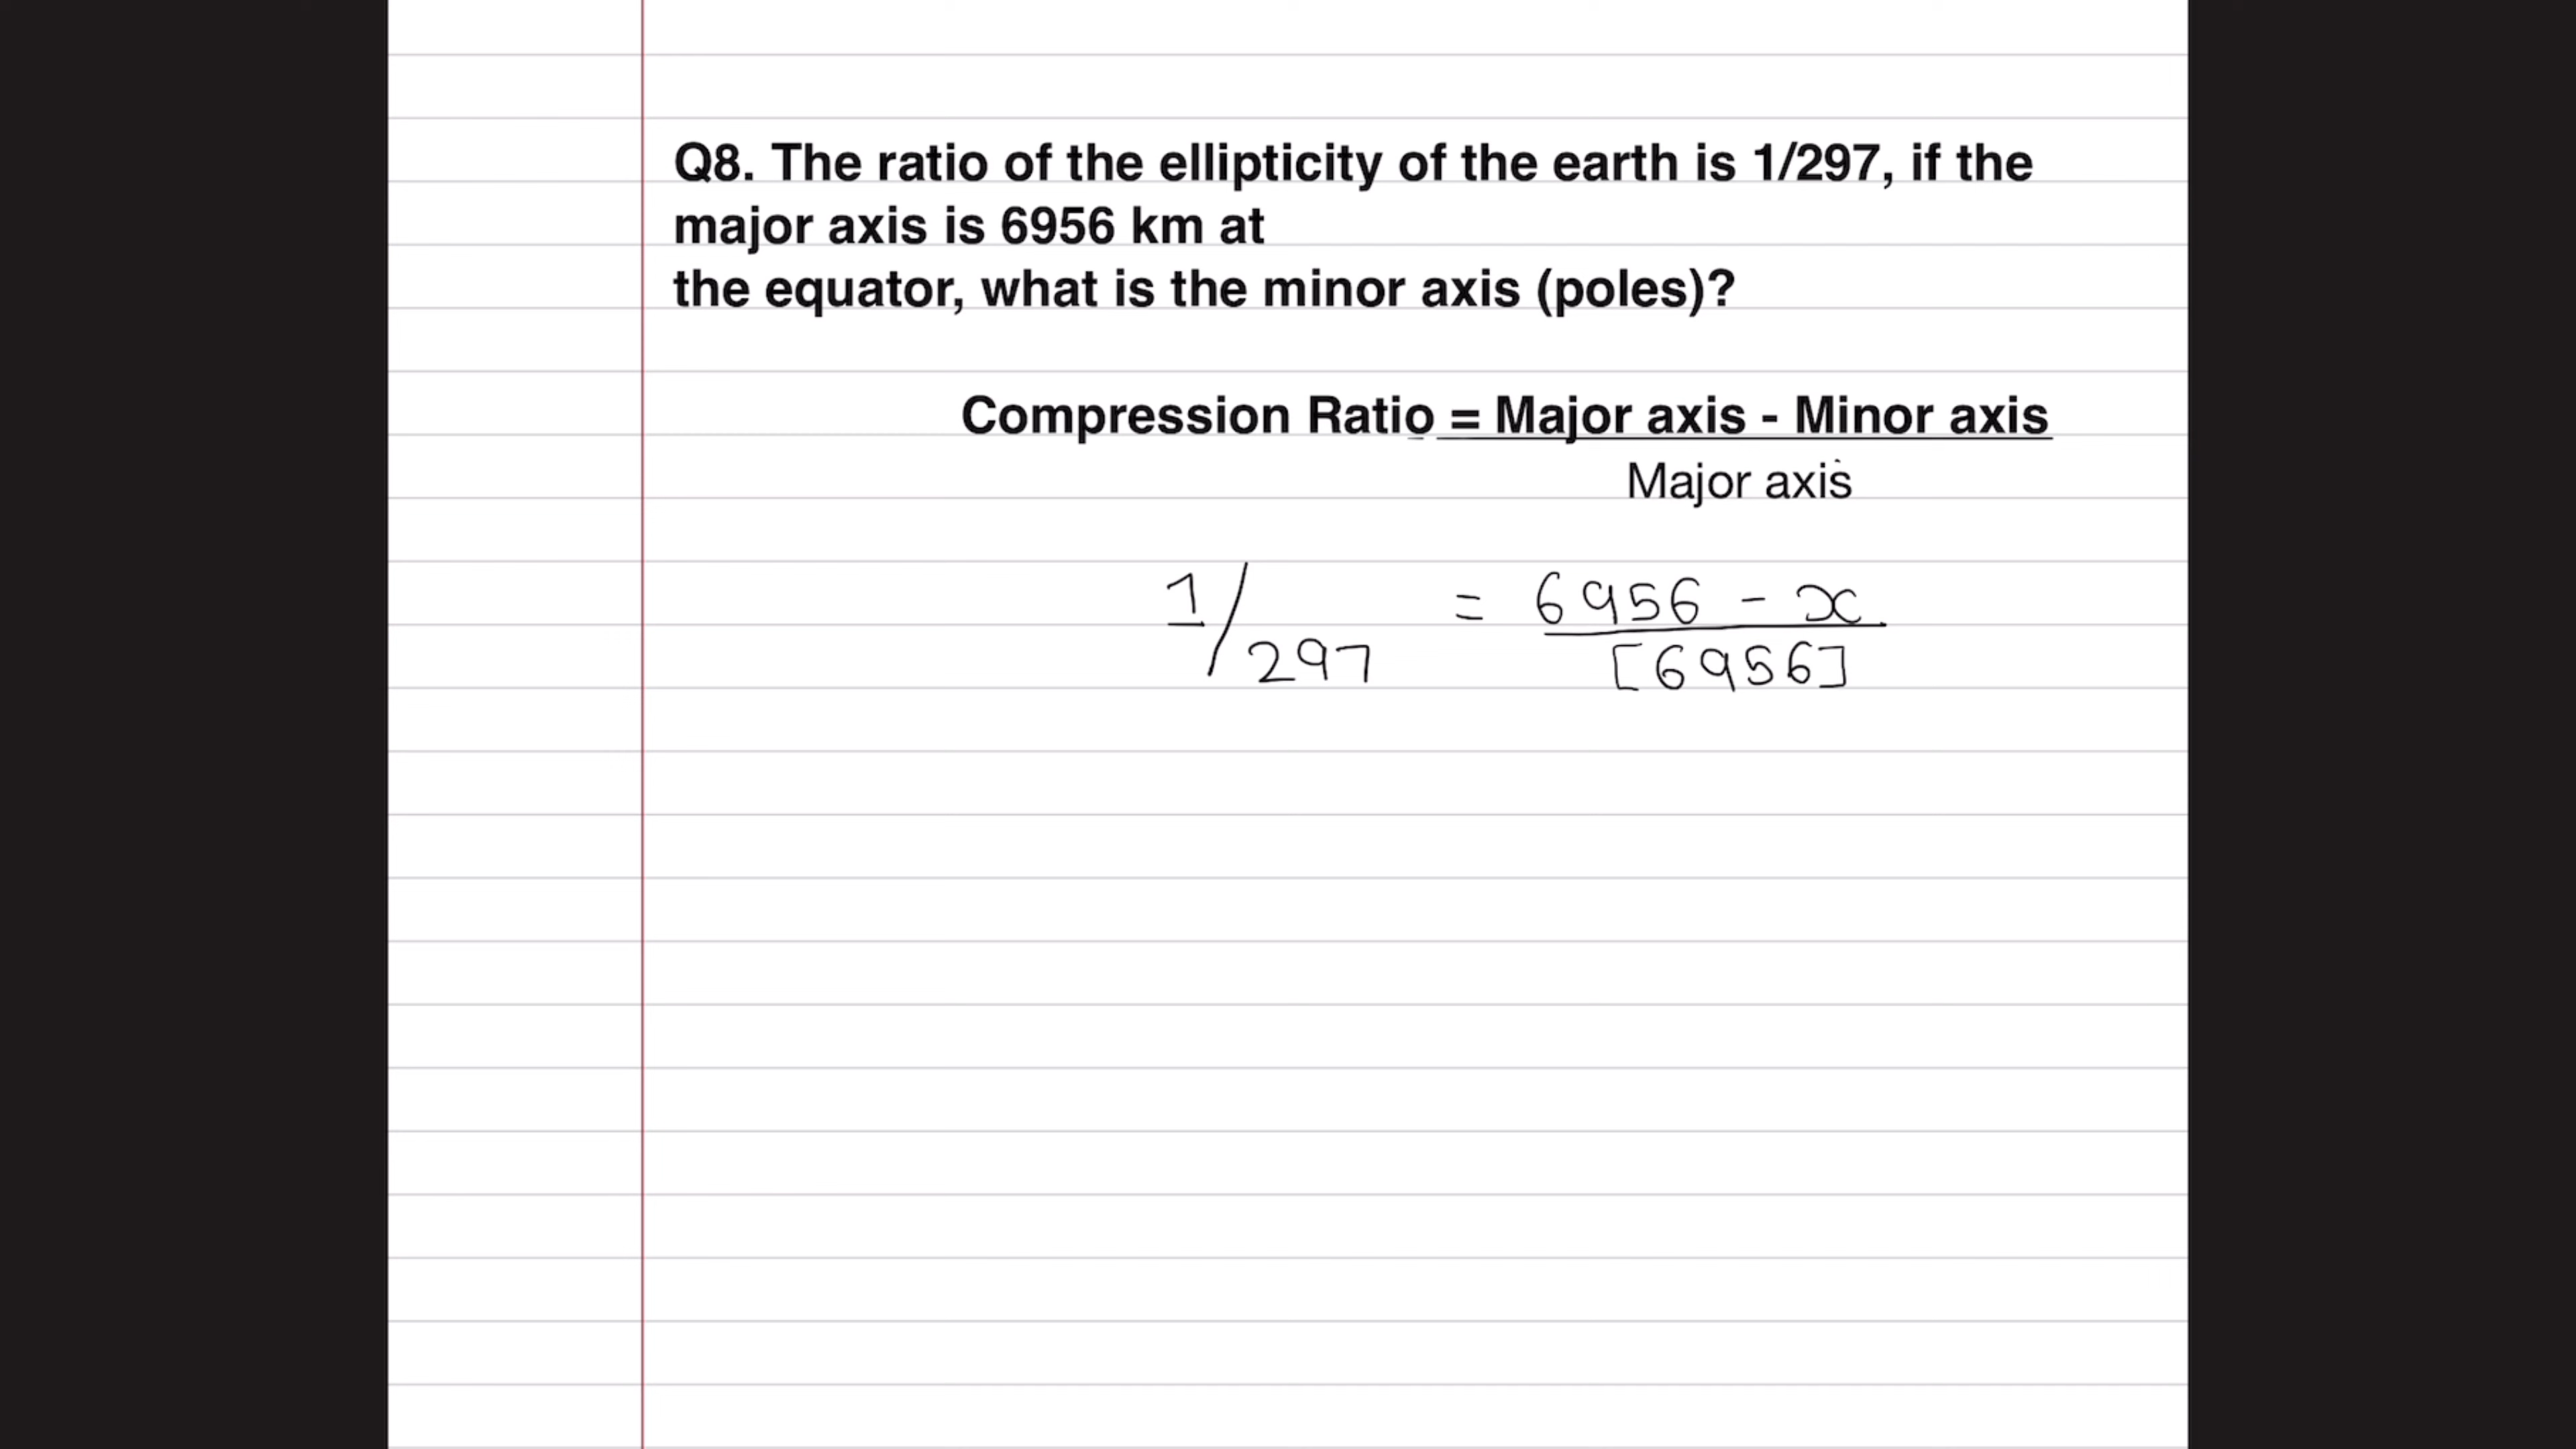 Q8. The ratio of the ellipticity of the earth is 1/297, if the
major axis is 6956 km at
the equator, what is the minor axis (poles)?
Compression Ratio = Major axis - Minor axis
Major axis
1/297 = 6956 - x
[6956]